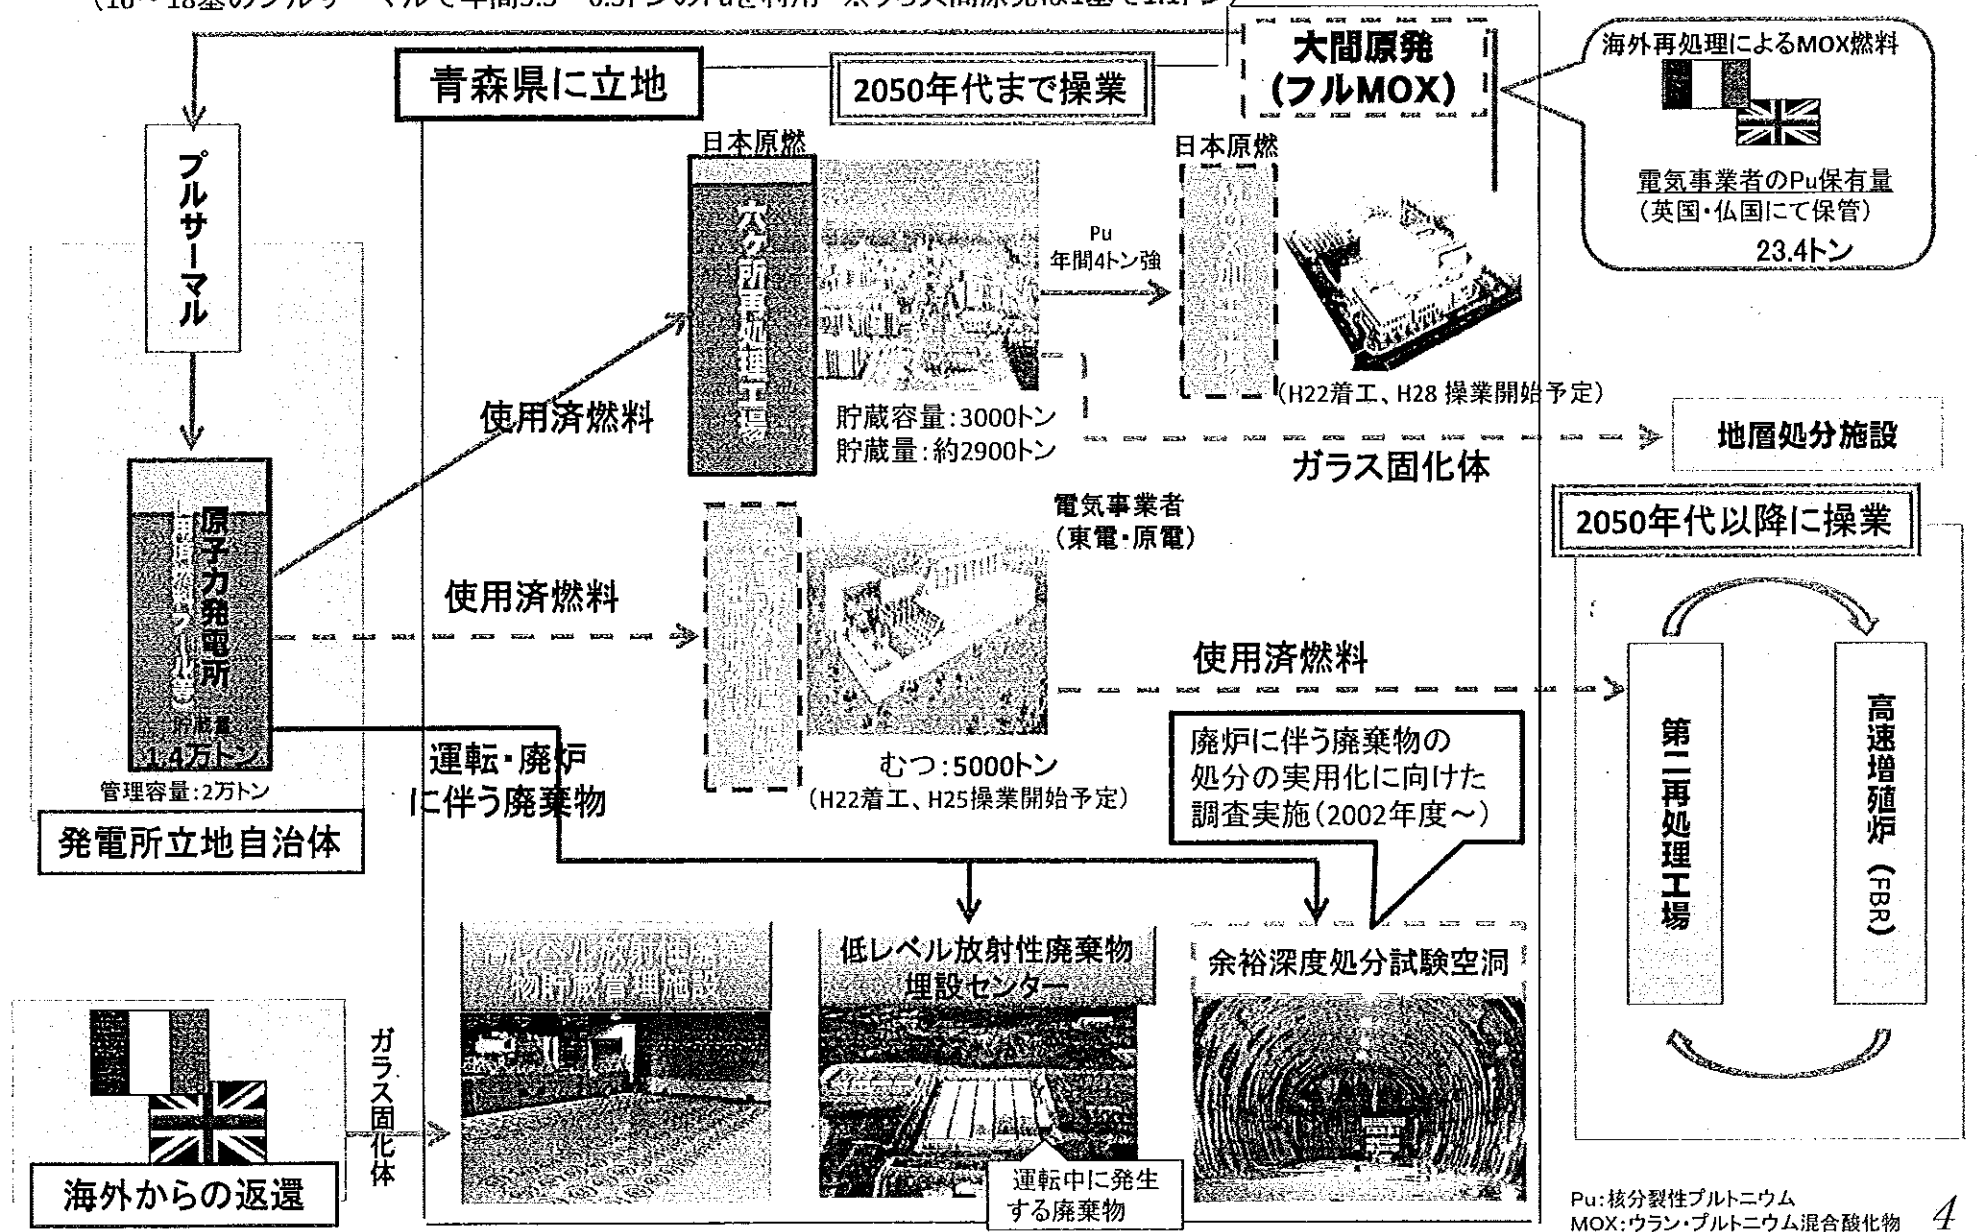 大間原発
(フルMOX)
海外再処理によるMOX燃料
電気事業者のPu保有量
(英国・仏国にて保管)
23.4トン
青森県に立地
2050年代まで操業
プルサーマル
日本原燃
六ヶ所再処理工場
Pu
年間4トン強
日本原燃
(H22着工、H28 操業開始予定)
使用済燃料
貯蔵容量:3000トン
貯蔵量:約2900トン
ガラス固化体
地層処分施設
原子力発電所
貯蔵量
1.4万トン
管理容量:2万トン
発電所立地自治体
使用済燃料
電気事業者
(東電・原電)
むつ:5000トン
(H22着工、H25操業開始予定)
使用済燃料
2050年代以降に操業
第二再処理工場
高速増殖炉(FBR)
運転・廃炉
に伴う廃棄物
廃炉に伴う廃棄物の
処分の実用化に向けた
調査実施(2002年度～)
高レベル放射性廃棄
物貯蔵管理施設
低レベル放射性廃棄物
埋設センター
余裕深度処分試験空洞
運転中に発生
する廃棄物
ガラス固化体
海外からの返還
Pu:核分裂性プルトニウム
MOX:ウラン・プルトニウム混合酸化物
4